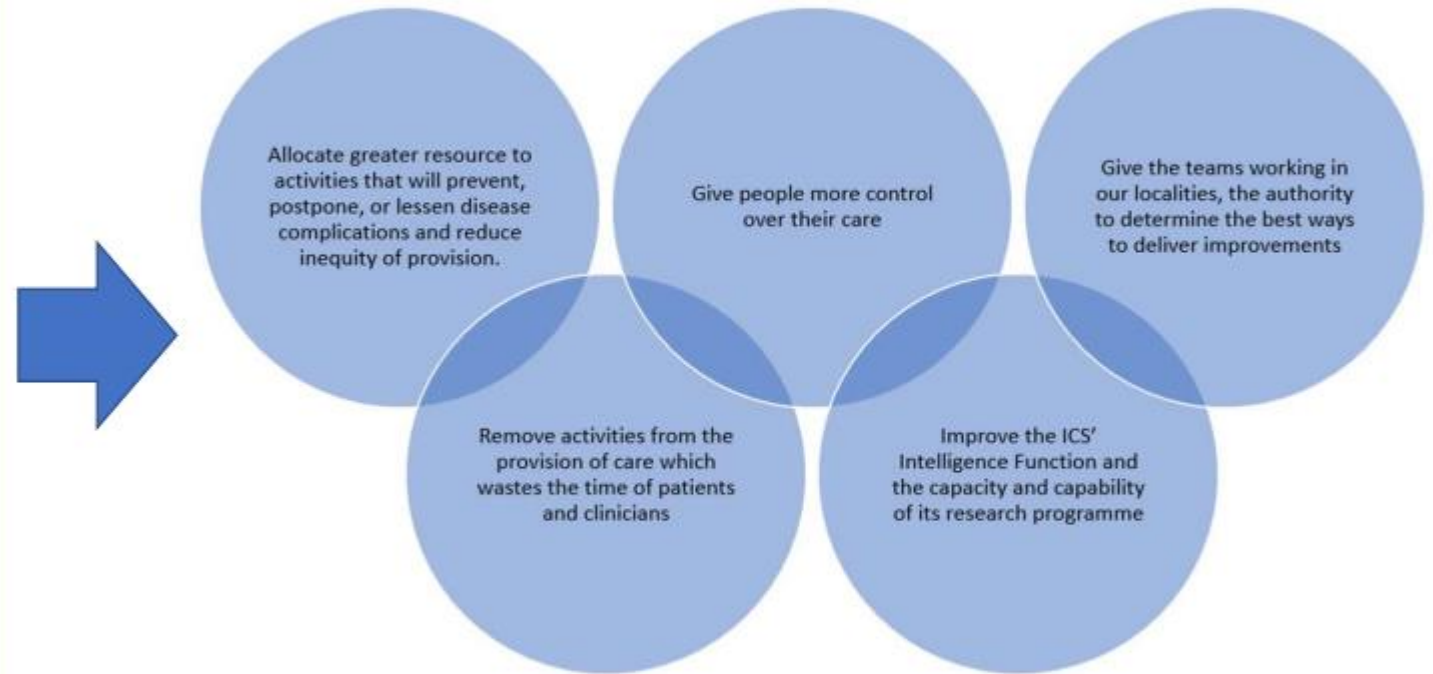 Allocate greater resource to
activities that will prevent,
postpone, or lessen disease
complications and reduce
inequity of provision.
Give people more control
over their care
Give the teams working in
our localities, the authority
to determine the best ways
to deliver improvements
Remove activities from the
provision of care which
wastes the time of patients
and clinicians
Improve the ICS’
Intelligence Function and
the capacity and capability
of its research programme